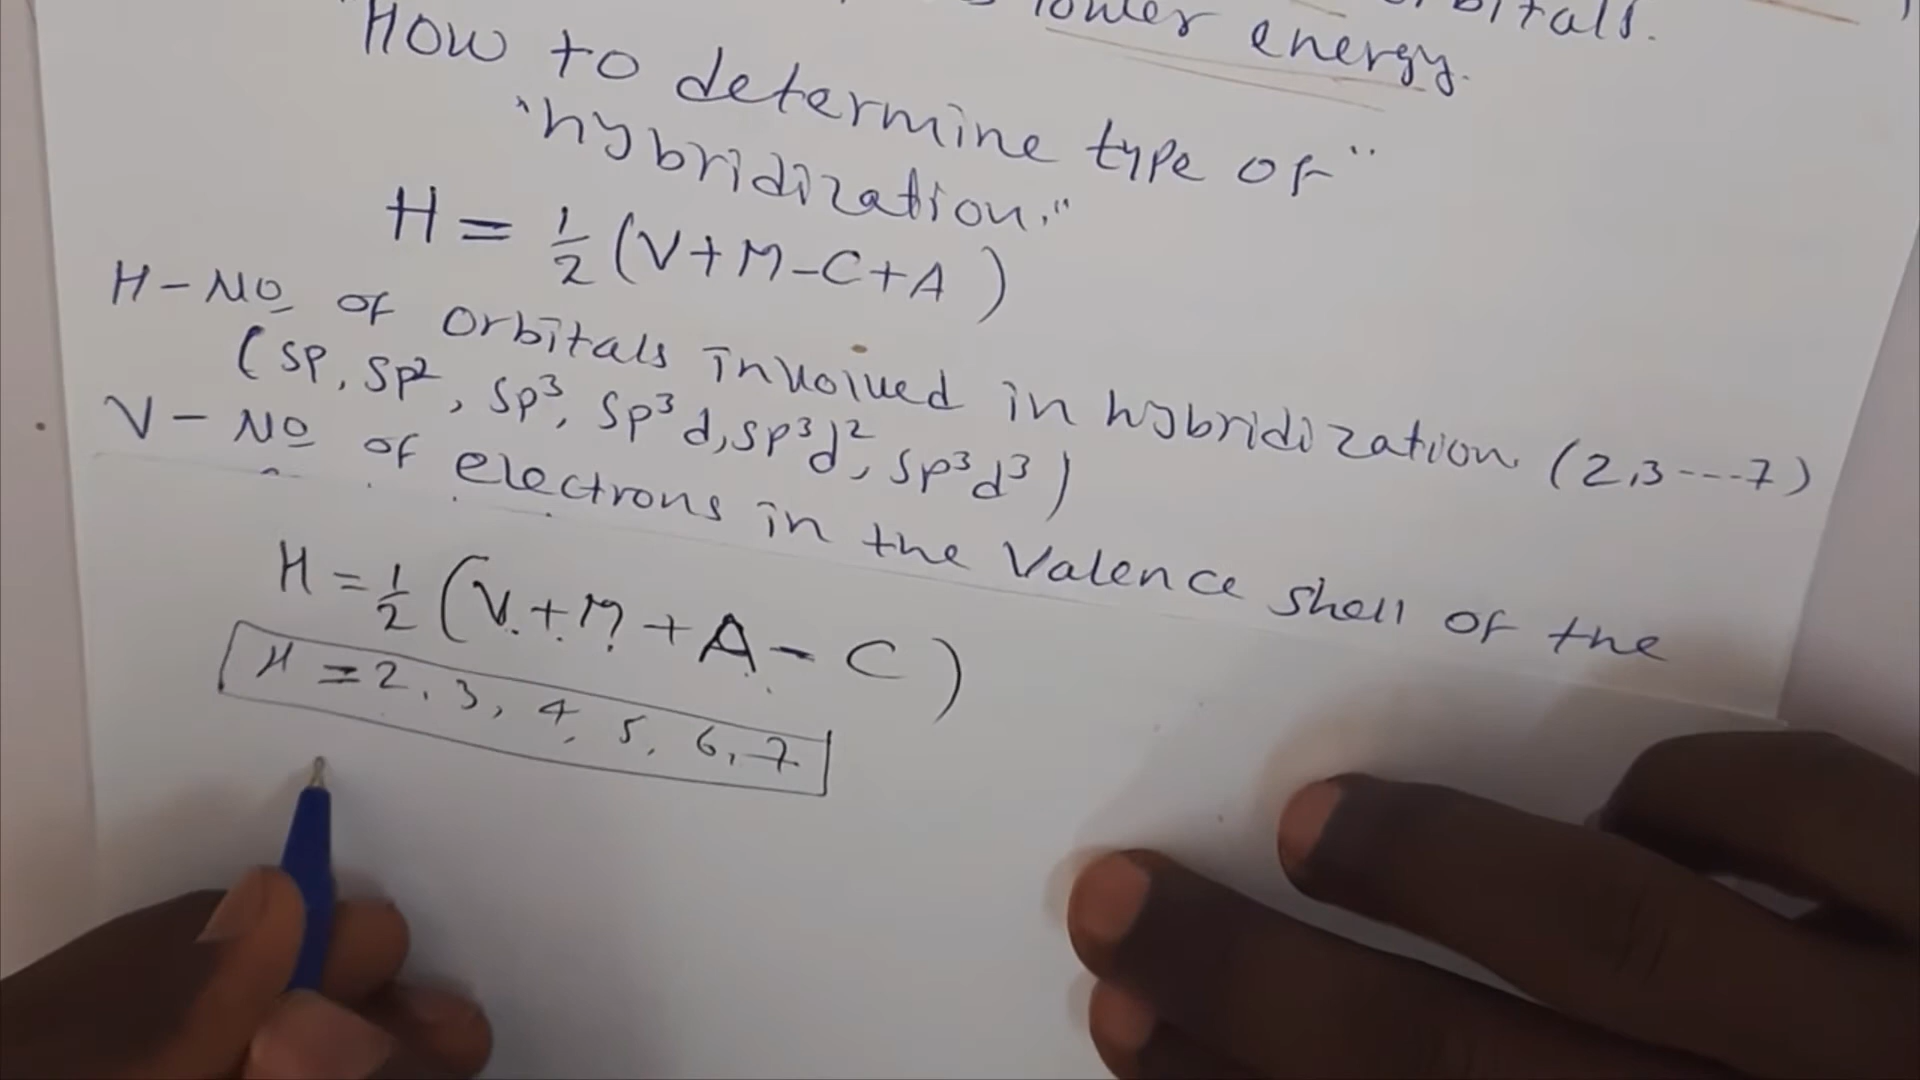 orbitals.
lower energy.
"How to determine type of"
"hybridization."
H = 1/2 (V+M-C+A)
H - No of orbitals involved in hybridization (2,3---7)
(SP, SP², SP³, SP³d, SP³d², SP³d³)
V - No of electrons in the Valence shell of the
H = 1/2 (V+M+A-C)
H = 2, 3, 4, 5, 6, 7